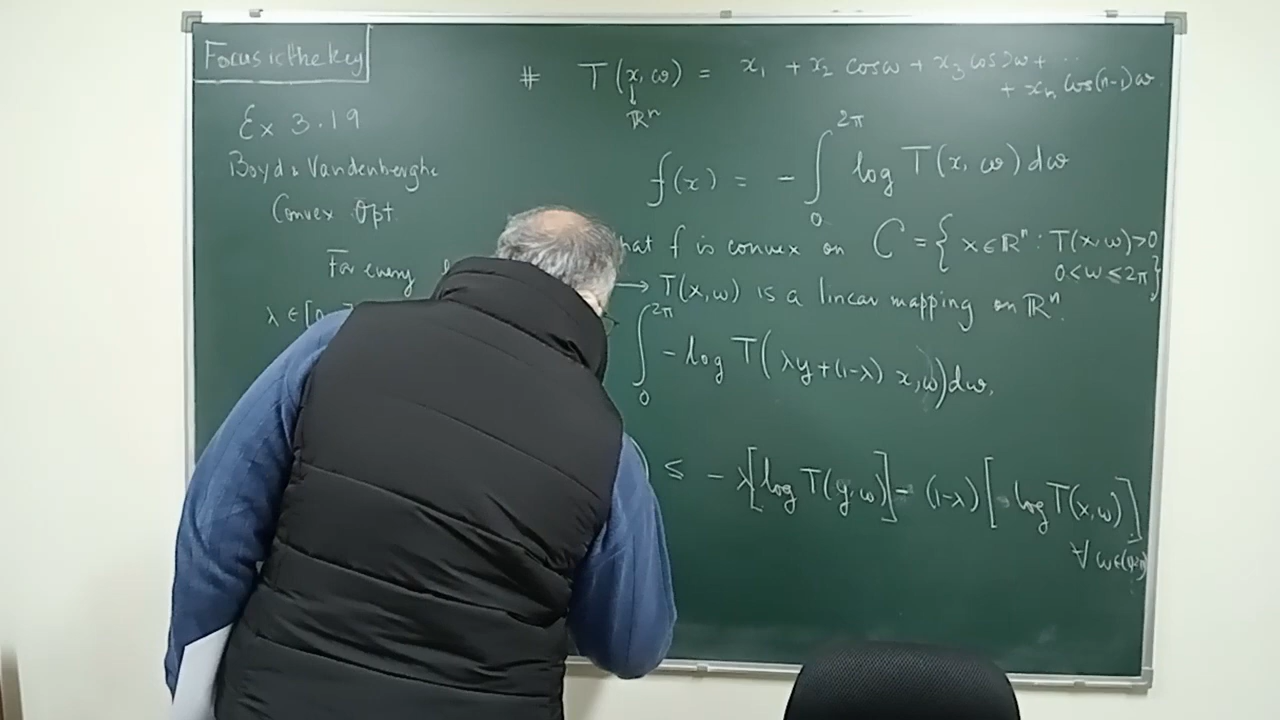 Focus is the key
# T(x, ω) = x₁ + x₂ cos ω + x₃ cos 2ω + ...
+ xₙ cos(n-1)ω
↓
ℝⁿ
Ex 3.19
Boyd & Vandenberghe
Convex Opt.
f(x) = - ∫₀^{2π} log T(x, ω) dω
hat f is convex on C = { x ∈ ℝⁿ : T(x, ω) > 0
0 ≤ ω ≤ 2π }
→ T(x, ω) is a linear mapping on ℝⁿ.
For every
λ ∈ [0
∫₀^{2π} - log T( λy + (1-λ) x, ω) dω,
) ≤ - λ[log T(y, ω)] - (1-λ) [ log T(x, ω)]
∀ ω ∈